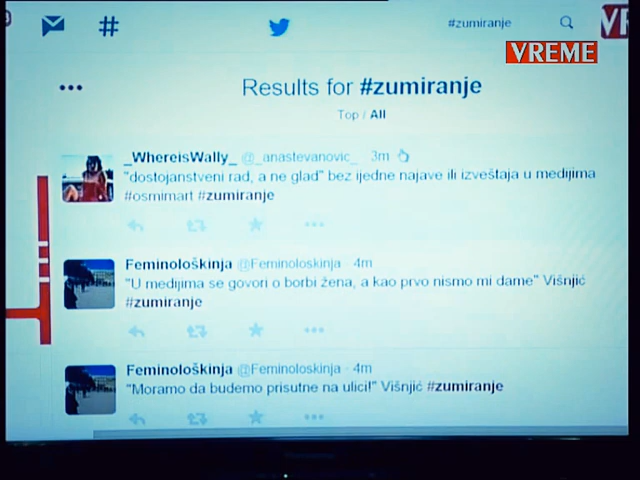 #zumiranje
VREME
Results for #zumiranje
Top / All
_WhereisWally_ @_anastevanovic_ 3m
"dostojanstveni rad, a ne glad" bez ijedne najave ili izveštaja u medijima
#osmimart #zumiranje
Feminološkinja @Feminoloskinja · 4m
"U medijima se govori o borbi žena, a kao prvo nismo mi dame" Višnjić
#zumiranje
Feminološkinja @Feminoloskinja · 4m
"Moramo da budemo prisutne na ulici!" Višnjić #zumiranje